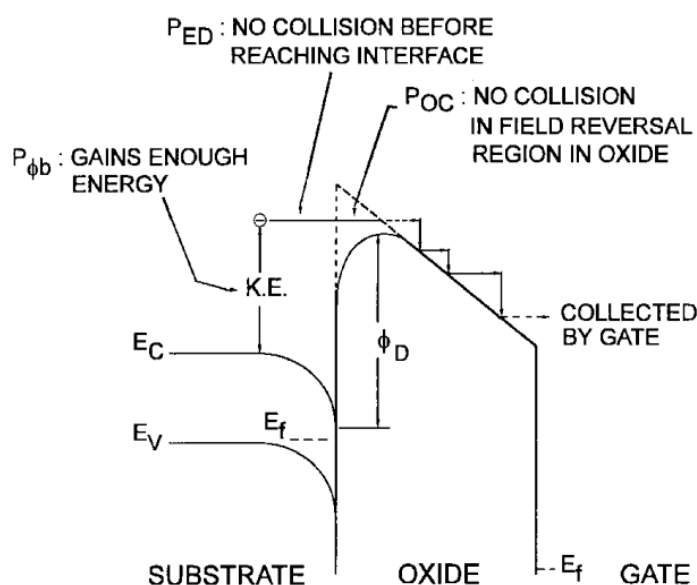 P_ED : NO COLLISION BEFORE
REACHING INTERFACE
P_OC : NO COLLISION
IN FIELD REVERSAL
REGION IN OXIDE
P_ϕb : GAINS ENOUGH
ENERGY
⊖
K.E.
COLLECTED
BY GATE
E_C
ϕ_D
E_f
E_V
E_f
SUBSTRATE OXIDE GATE